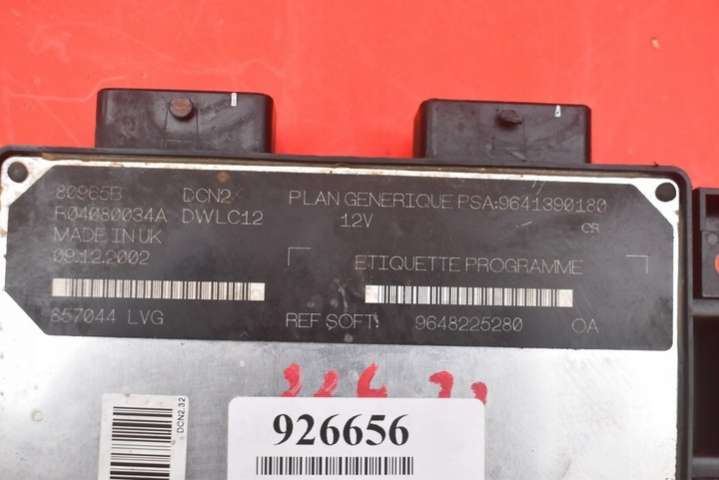 80965B DCN2 PLAN GENERIQUE PSA:9641390180
R04080034A DWLC12 12V CR
MADE IN UK
09.12.2002 ETIQUETTE PROGRAMME
857044 LVG REF SOFT: 9648225280 OA
DCN2.32
926656